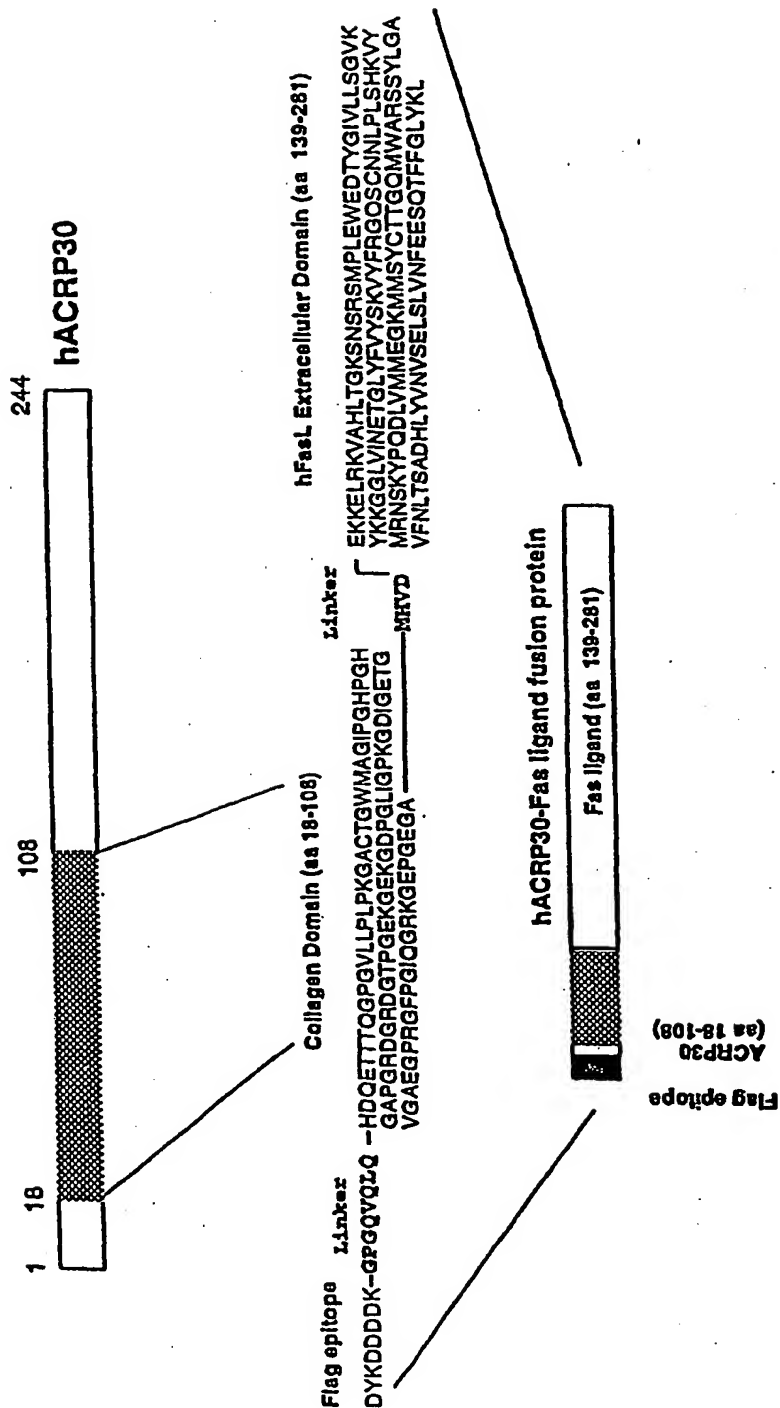 1
18
108
244
hACRP30
Collagen Domain (aa 18-108)
hFasL Extracellular Domain (aa 139-281)
Flag epitope
Linker
Linker
DYKDDDDK-GPGQVQLQ -HDQETTTQGPGVLLPLPKGACTGWMAGIPGHPGH
GAPGRDGRDGTPGEKGEKGDPGLIGPKGDIGETG
VGAEGPRGFPGIQGRKGEPGEGA
MHVD
EKKELRKVAHLTGKSNSRSMPLEWEDTYGIVLLSGVK
YKKGGLVINETGLYFVYSKVYFRGQSCNNLPLSHKVY
MRNSKYPQDLVMMEGKMMSYCTTGQMWARSSYLGA
VFNLTSADHLYVNVSELSLVNFEESQTFFGLYKL
hACRP30-Fas ligand fusion protein
Fas ligand (aa 139-281)
Flag epitope
ACRP30
(aa 18-108)